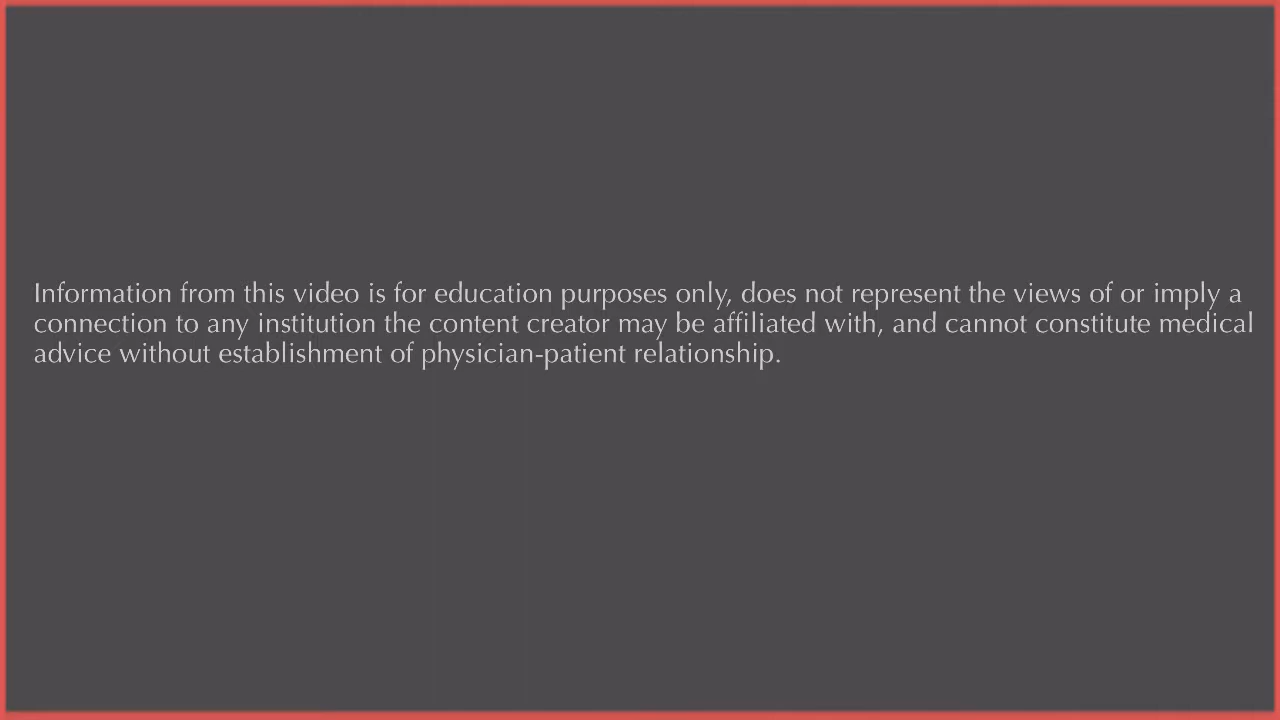 Information from this video is for education purposes only, does not represent the views of or imply a
connection to any institution the content creator may be affiliated with, and cannot constitute medical
advice without establishment of physician-patient relationship.